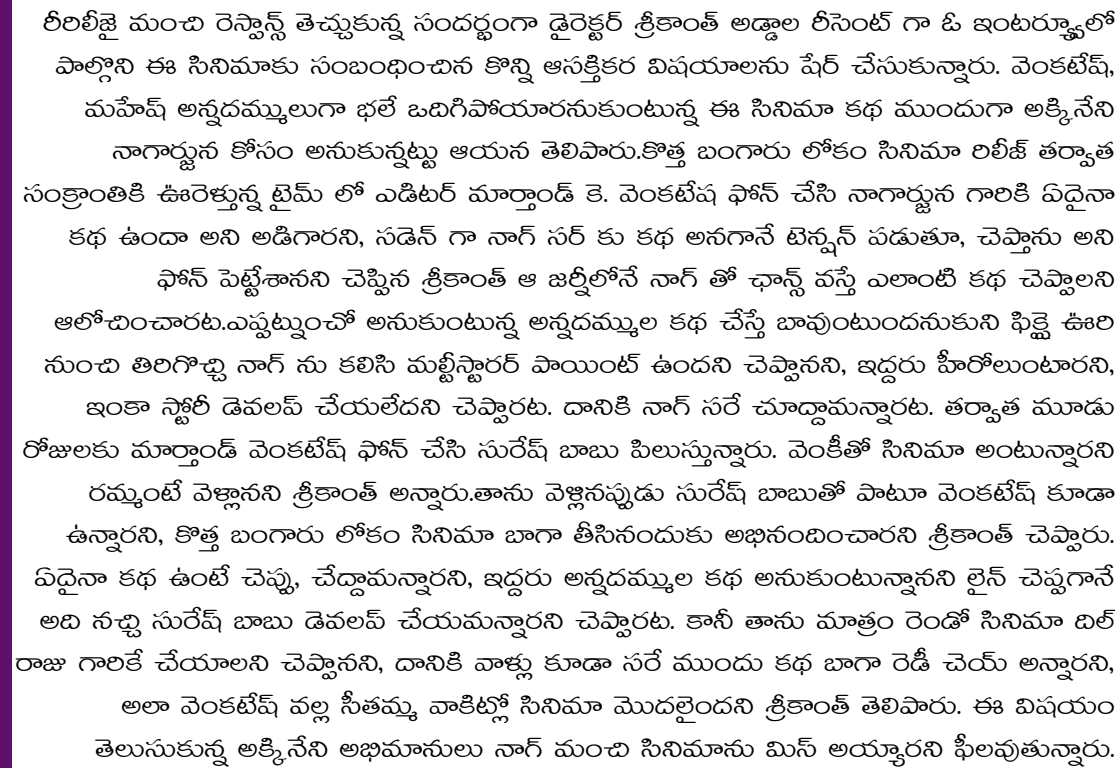 రీరిలీజై మంచి రెస్పాన్స్ తెచ్చుకున్న సందర్భంగా డైరెక్టర్ శ్రీకాంత్ అడ్డాల రీసెంట్ గా ఓ ఇంటర్వ్యూలో
పాల్గొని ఈ సినిమాకు సంబంధించిన కొన్ని ఆసక్తికర విషయాలను షేర్ చేసుకున్నారు. వెంకటేష్,
మహేష్ అన్నదమ్ములుగా భలే ఒదిగిపోయారనుకుంటున్న ఈ సినిమా కథ ముందుగా అక్కినేని
నాగార్జున కోసం అనుకున్నట్టు ఆయన తెలిపారు.కొత్త బంగారు లోకం సినిమా రిలీజ్ తర్వాత
సంక్రాంతికి ఊరెళ్తున్న టైమ్ లో ఎడిటర్ మార్తాండ్ కె. వెంకటేష ఫోన్ చేసి నాగార్జున గారికి ఏదైనా
కథ ఉందా అని అడిగారని, సడెన్ గా నాగ్ సర్ కు కథ అనగానే టెన్షన్ పడుతూ, చెప్తాను అని
ఫోన్ పెట్టేశానని చెప్పిన శ్రీకాంత్ ఆ జర్నీలోనే నాగ్ తో ఛాన్స్ వస్తే ఎలాంటి కథ చెప్పాలని
ఆలోచించారట.ఎప్పట్నుంచో అనుకుంటున్న అన్నదమ్ముల కథ చేస్తే బావుంటుందనుకుని ఫిక్సై ఊరి
నుంచి తిరిగొచ్చి నాగ్ ను కలిసి మల్టీస్టారర్ పాయింట్ ఉందని చెప్పానని, ఇద్దరు హీరోలుంటారని,
ఇంకా స్టోరీ డెవలప్ చేయలేదని చెప్పారట. దానికి నాగ్ సరే చూద్దామన్నారట. తర్వాత మూడు
రోజులకు మార్తాండ్ వెంకటేష్ ఫోన్ చేసి సురేష్ బాబు పిలుస్తున్నారు. వెంకీతో సినిమా అంటున్నారని
రమ్మంటే వెళ్లానని శ్రీకాంత్ అన్నారు.తాను వెళ్లినప్పుడు సురేష్ బాబుతో పాటూ వెంకటేష్ కూడా
ఉన్నారని, కొత్త బంగారు లోకం సినిమా బాగా తీసినందుకు అభినందించారని శ్రీకాంత్ చెప్పారు.
ఏదైనా కథ ఉంటే చెప్పు, చేద్దామన్నారని, ఇద్దరు అన్నదమ్ముల కథ అనుకుంటున్నానని లైన్ చెప్పగానే
అది నచ్చి సురేష్ బాబు డెవలప్ చేయమన్నారని చెప్పారట. కానీ తాను మాత్రం రెండో సినిమా దిల్
రాజు గారికే చేయాలని చెప్పానని, దానికి వాళ్లు కూడా సరే ముందు కథ బాగా రెడీ చెయ్ అన్నారని,
అలా వెంకటేష్ వల్ల సీతమ్మ వాకిట్లో సినిమా మొదలైందని శ్రీకాంత్ తెలిపారు. ఈ విషయం
తెలుసుకున్న అక్కినేని అభిమానులు నాగ్ మంచి సినిమాను మిస్ అయ్యారని ఫీలవుతున్నారు.